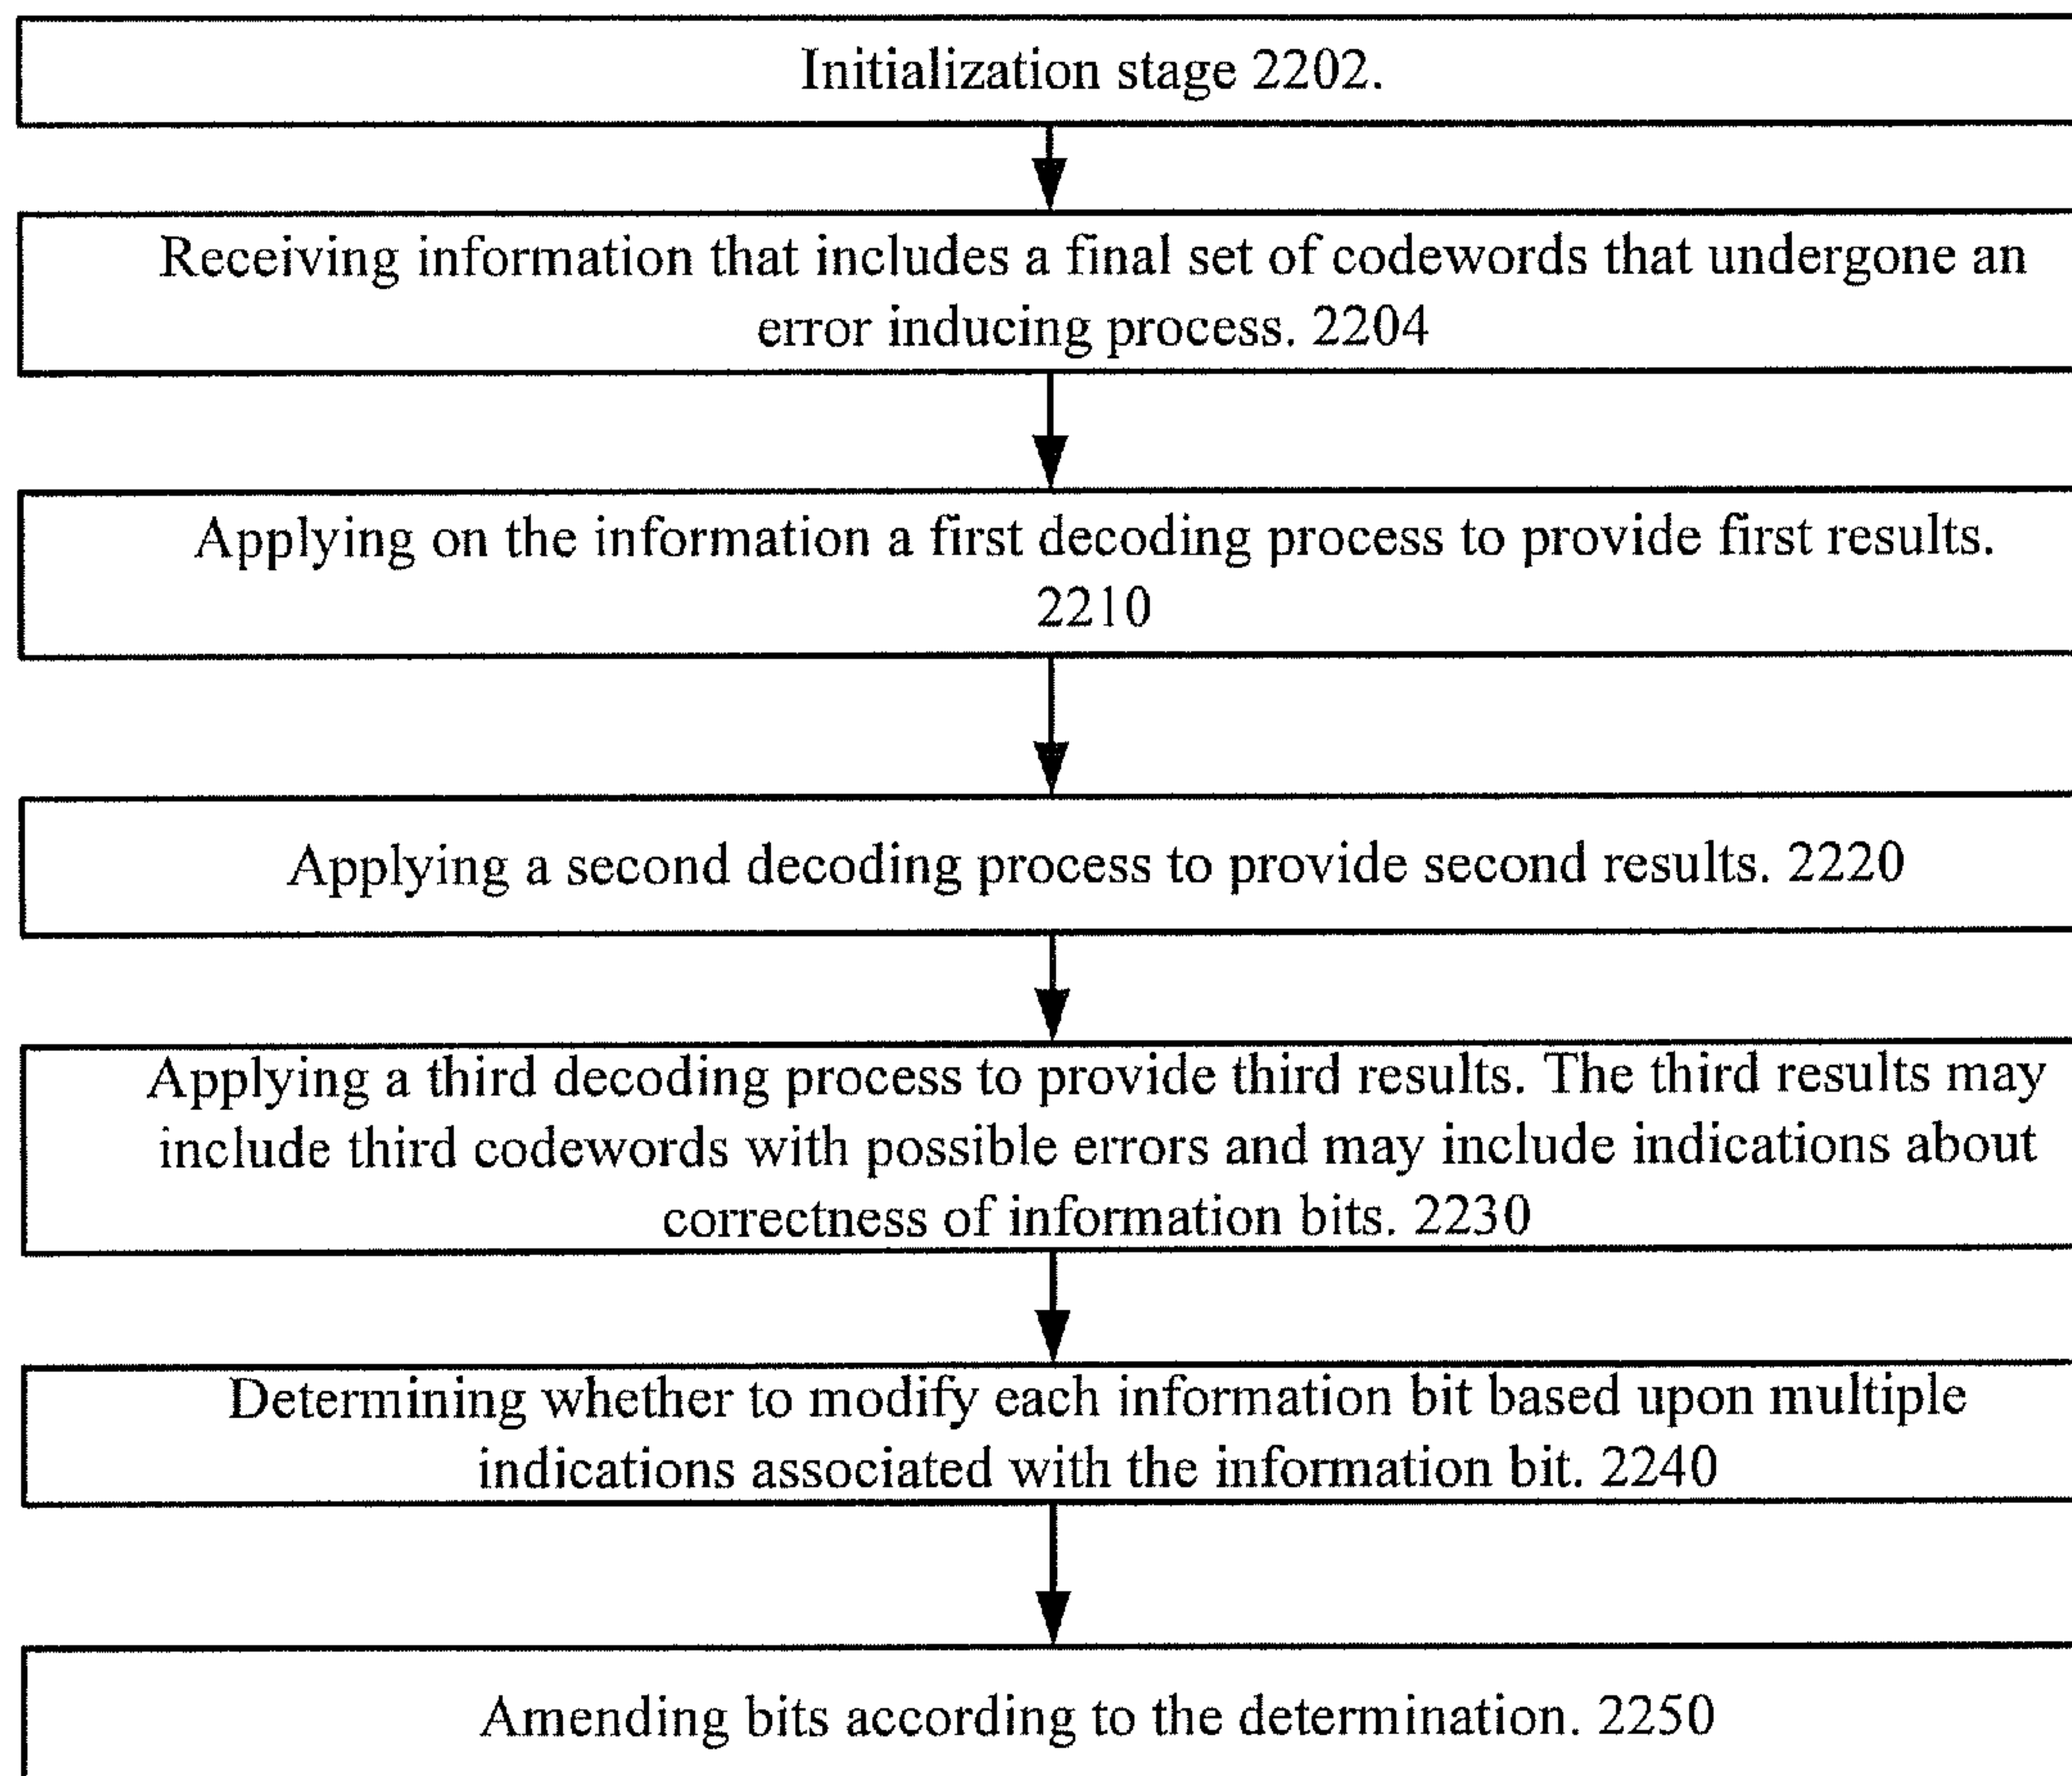 Initialization stage 2202.
Receiving information that includes a final set of codewords that undergone an
error inducing process. 2204
Applying on the information a first decoding process to provide first results.
2210
Applying a second decoding process to provide second results. 2220
Applying a third decoding process to provide third results. The third results may
include third codewords with possible errors and may include indications about
correctness of information bits. 2230
Determining whether to modify each information bit based upon multiple
indications associated with the information bit. 2240
Amending bits according to the determination. 2250